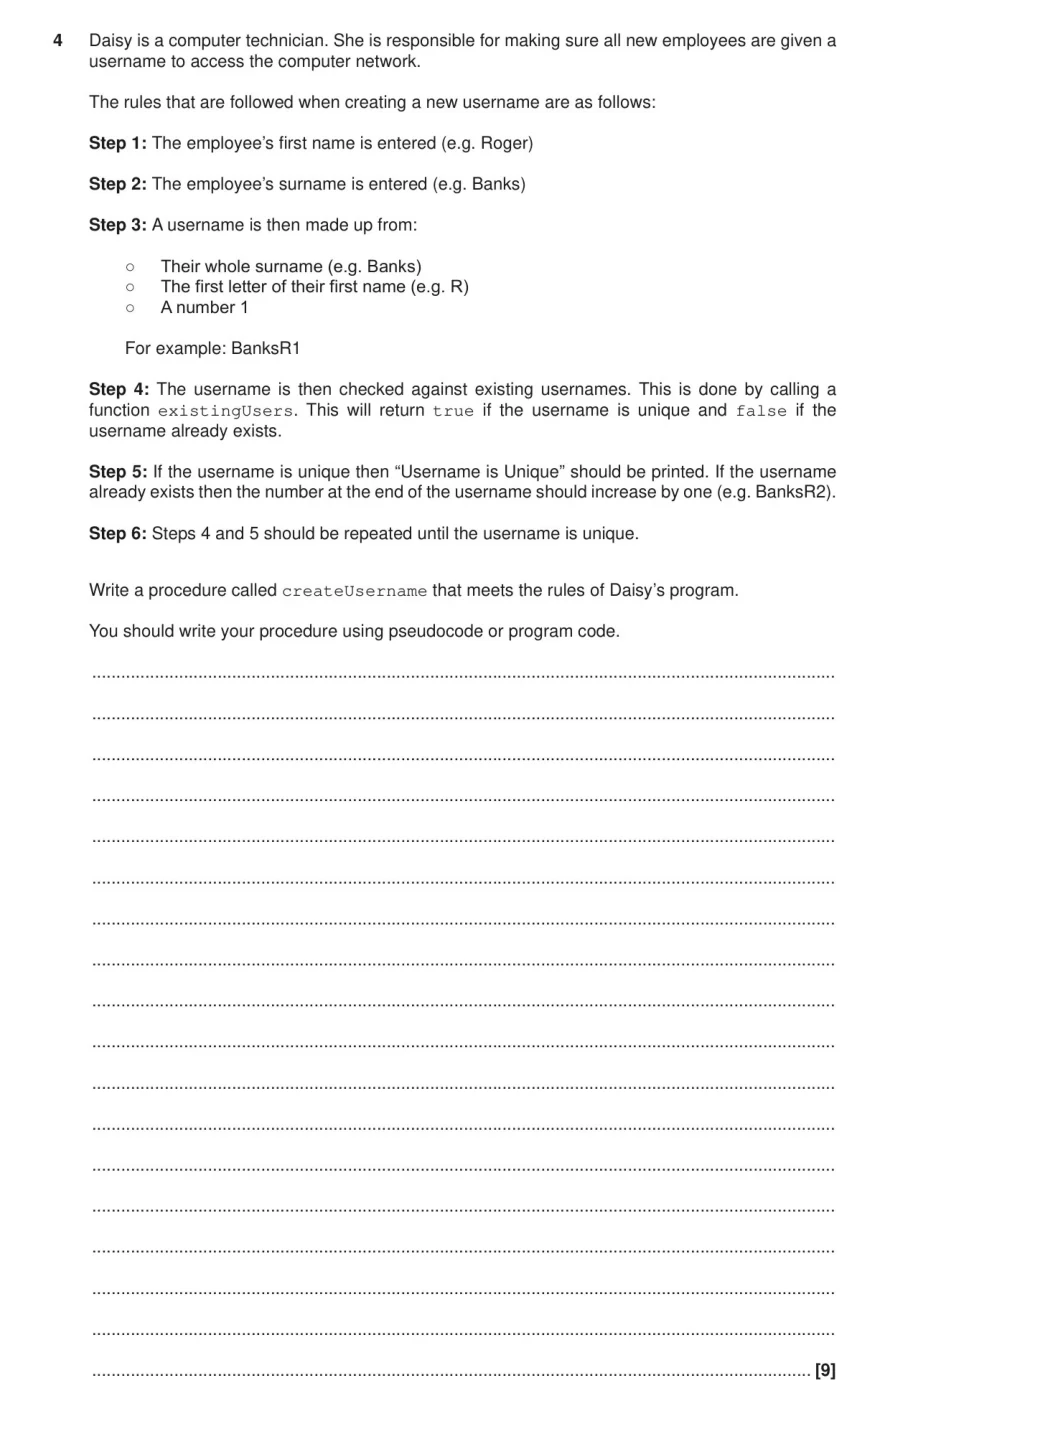 4 Daisy is a computer technician. She is responsible for making sure all new employees are given a
username to access the computer network.
The rules that are followed when creating a new username are as follows:
Step 1: The employee's first name is entered (e.g. Roger)
Step 2: The employee's surname is entered (e.g. Banks)
Step 3: A username is then made up from:
○ Their whole surname (e.g. Banks)
○ The first letter of their first name (e.g. R)
○ A number 1
For example: BanksR1
Step 4: The username is then checked against existing usernames. This is done by calling a
function existingUsers. This will return true if the username is unique and false if the
username already exists.
Step 5: If the username is unique then “Username is Unique” should be printed. If the username
already exists then the number at the end of the username should increase by one (e.g. BanksR2).
Step 6: Steps 4 and 5 should be repeated until the username is unique.
Write a procedure called createUsername that meets the rules of Daisy's program.
You should write your procedure using pseudocode or program code.
[9]